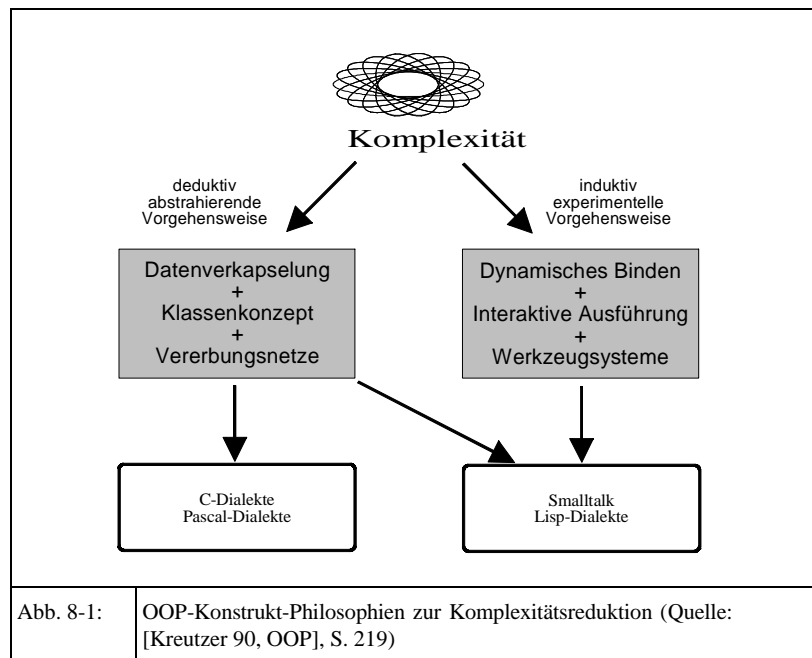 Komplexität
deduktiv
abstrahierende
Vorgehensweise
induktiv
experimentelle
Vorgehensweise
Datenverkapselung
+
Klassenkonzept
+
Vererbungsnetze
Dynamisches Binden
+
Interaktive Ausführung
+
Werkzeugsysteme
C-Dialekte
Pascal-Dialekte
Smalltalk
Lisp-Dialekte
Abb. 8-1:
OOP-Konstrukt-Philosophien zur Komplexitätsreduktion (Quelle:
[Kreutzer 90, OOP], S. 219)